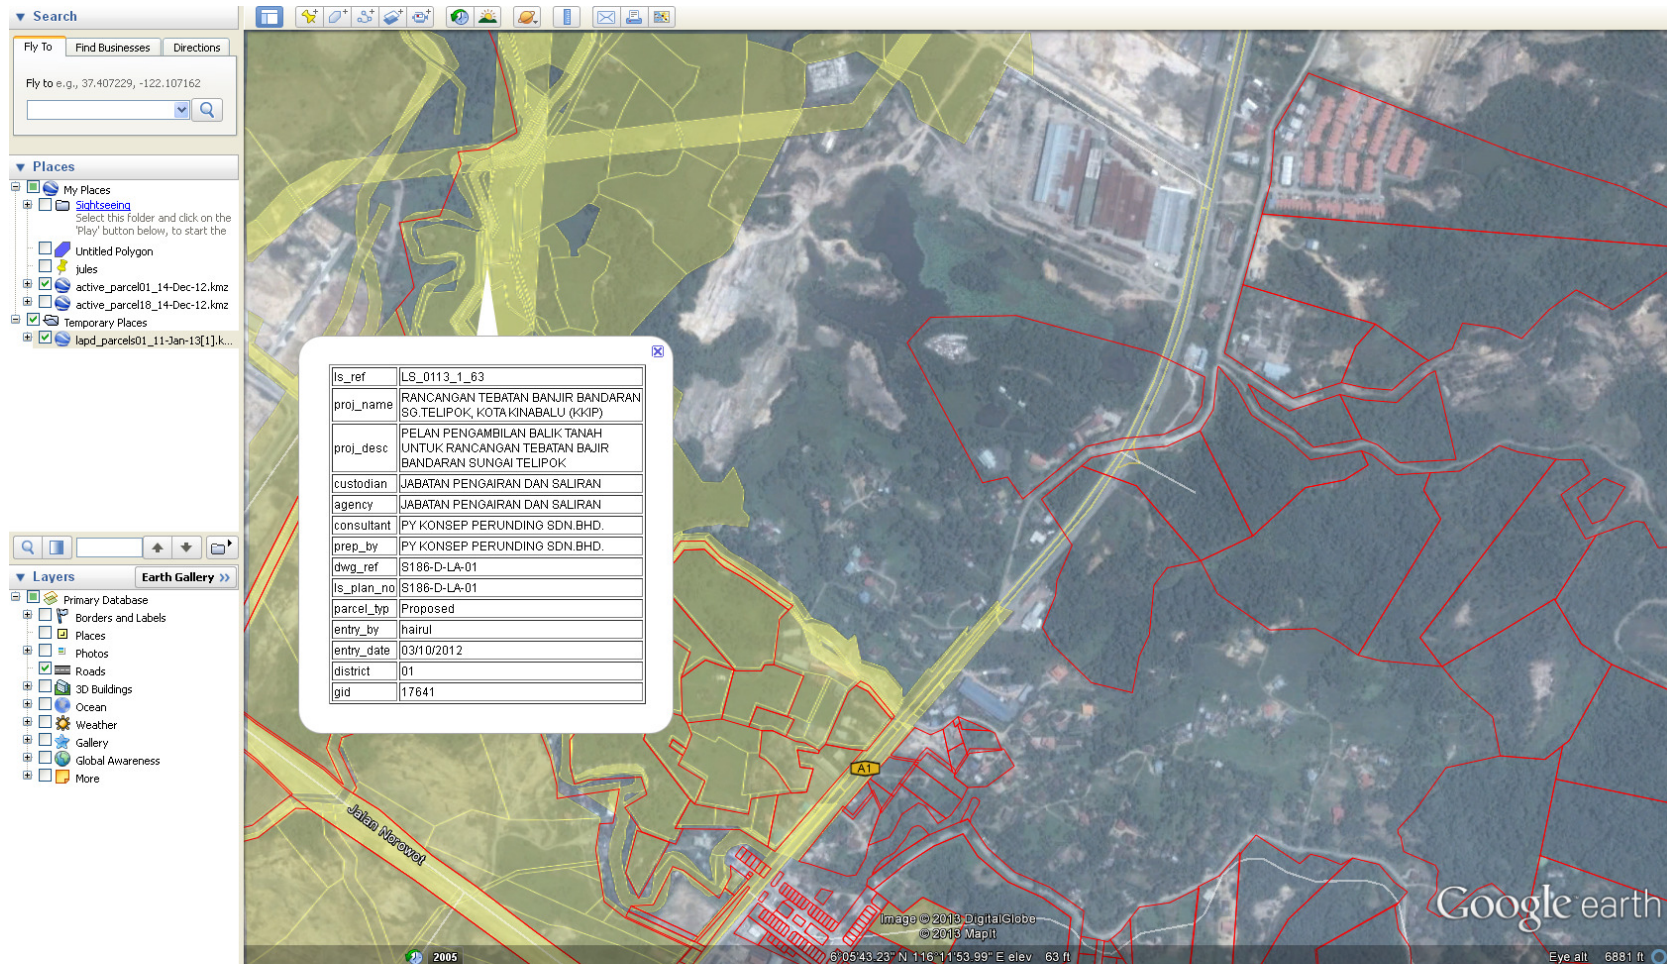 Search
Fly To
Find Businesses
Directions
Fly to e.g., 37.407229, -122.107162
Places
My Places
Sightseeing
Select this folder and click on the
'Play' button below, to start the
Untitled Polygon
jules
active_parcel01_14-Dec-12.kmz
active_parcel18_14-Dec-12.kmz
Temporary Places
lapd_parcels01_11-Jan-13[1].k...
Layers
Earth Gallery >>
Primary Database
Borders and Labels
Places
Photos
Roads
3D Buildings
Ocean
Weather
Gallery
Global Awareness
More
ls_ref LS_0113_1_63
proj_name RANCANGAN TEBATAN BANJIR BANDARAN
SG.TELIPOK, KOTA KINABALU (KKIP)
proj_desc PELAN PENGAMBILAN BALIK TANAH
UNTUK RANCANGAN TEBATAN BAJIR
BANDARAN SUNGAI TELIPOK
custodian JABATAN PENGAIRAN DAN SALIRAN
agency JABATAN PENGAIRAN DAN SALIRAN
consultant PY KONSEP PERUNDING SDN.BHD.
prep_by PY KONSEP PERUNDING SDN.BHD.
dwg_ref S186-D-LA-01
ls_plan_no S186-D-LA-01
parcel_typ Proposed
entry_by hairul
entry_date 03/10/2012
district 01
gid 17641
A1
Jalan Norowot
Google earth
Image © 2013 DigitalGlobe
© 2013 MapIt
2005
6°05'43.23" N 116°11'53.99" E elev 63 ft
Eye alt 6881 ft